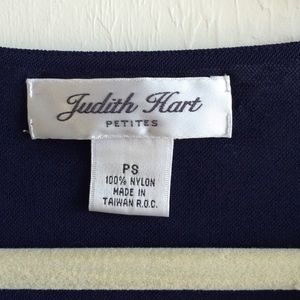 Judith Hart
PETITES
PS
100% NYLON
MADE IN
TAIWAN R.O.C.